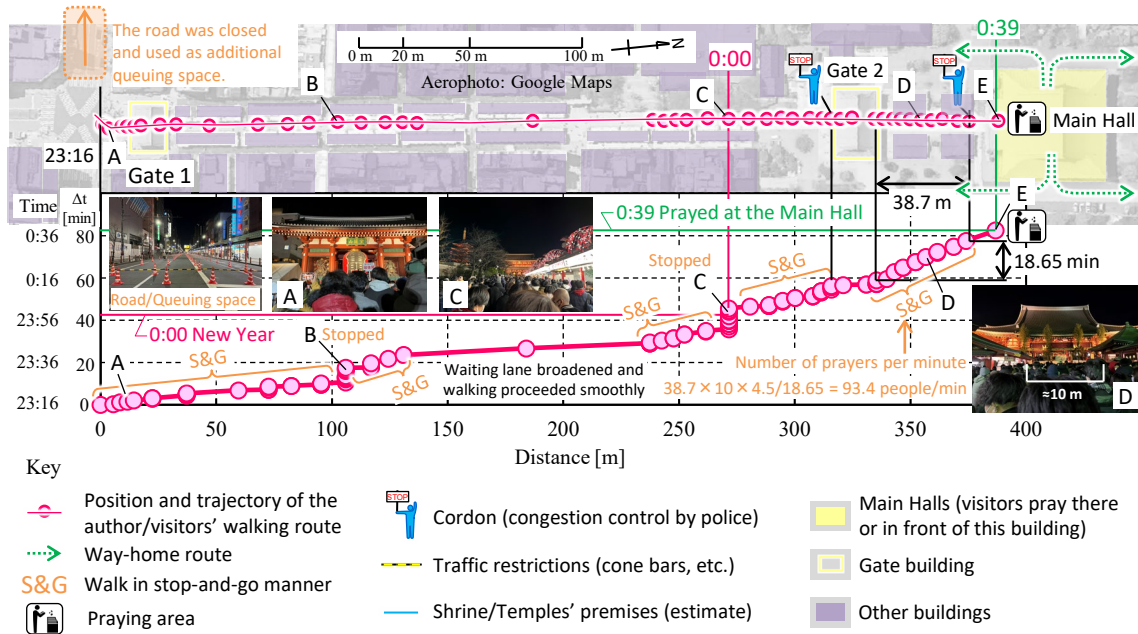 The road was closed
and used as additional
queuing space.
0 m 20 m 50 m 100 m
N
Aerophoto: Google Maps
0:00
0:39
STOP
STOP
Gate 2
B
C
D
E
A
Main Hall
23:16
Gate 1
38.7 m
E
Time
Δt
[min]
0:39 Prayed at the Main Hall
0:36
80
0:16
60
23:56
40
23:36
20
23:16
0
Road/Queuing space
A
C
Stopped
S&G
C
18.65 min
D
S&G
0:00 New Year
S&G
B
Stopped
A
S&G
S&G
Waiting lane broadened and
walking proceeded smoothly
Number of prayers per minute
38.7 × 10 × 4.5/18.65 = 93.4 people/min
≈10 m
D
0 50 100 150 200 250 300 350 400
Distance [m]
Key
Position and trajectory of the
author/visitors’ walking route
Way-home route
S&G Walk in stop-and-go manner
Praying area
STOP
Cordon (congestion control by police)
Traffic restrictions (cone bars, etc.)
Shrine/Temples’ premises (estimate)
Main Halls (visitors pray there
or in front of this building)
Gate building
Other buildings